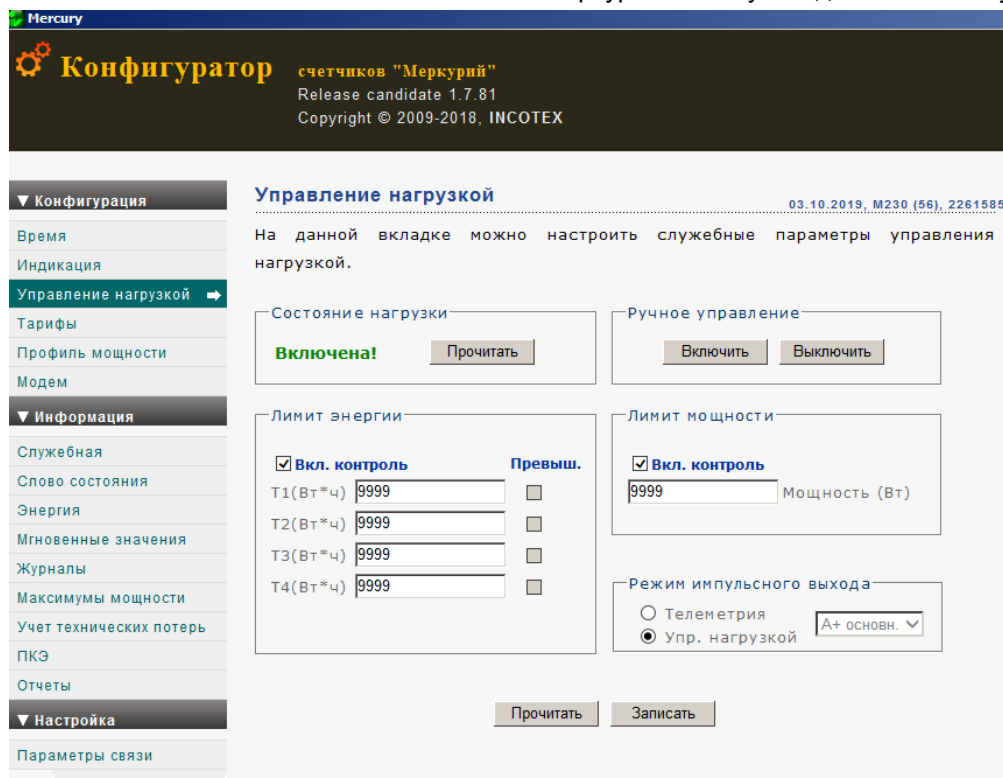 Mercury
Конфигуратор
счетчиков "Меркурий"
Release candidate 1.7.81
Copyright © 2009-2018, INCOTEX
▼ Конфигурация
Время
Индикация
Управление нагрузкой
Тарифы
Профиль мощности
Модем
▼ Информация
Служебная
Слово состояния
Энергия
Мгновенные значения
Журналы
Максимумы мощности
Учет технических потерь
ПКЭ
Отчеты
▼ Настройка
Параметры связи
Управление нагрузкой
03.10.2019, M230 (56), 2261585
На данной вкладке можно настроить служебные параметры управления
нагрузкой.
Состояние нагрузки
Включена! Прочитать
Ручное управление
Включить Выключить
Лимит энергии
Вкл. контроль Превыш.
Т1(Вт*ч) 9999
Т2(Вт*ч) 9999
Т3(Вт*ч) 9999
Т4(Вт*ч) 9999
Лимит мощности
Вкл. контроль
9999 Мощность (Вт)
Режим импульсного выхода
Телеметрия
Упр. нагрузкой
А+ основн.
Прочитать Записать